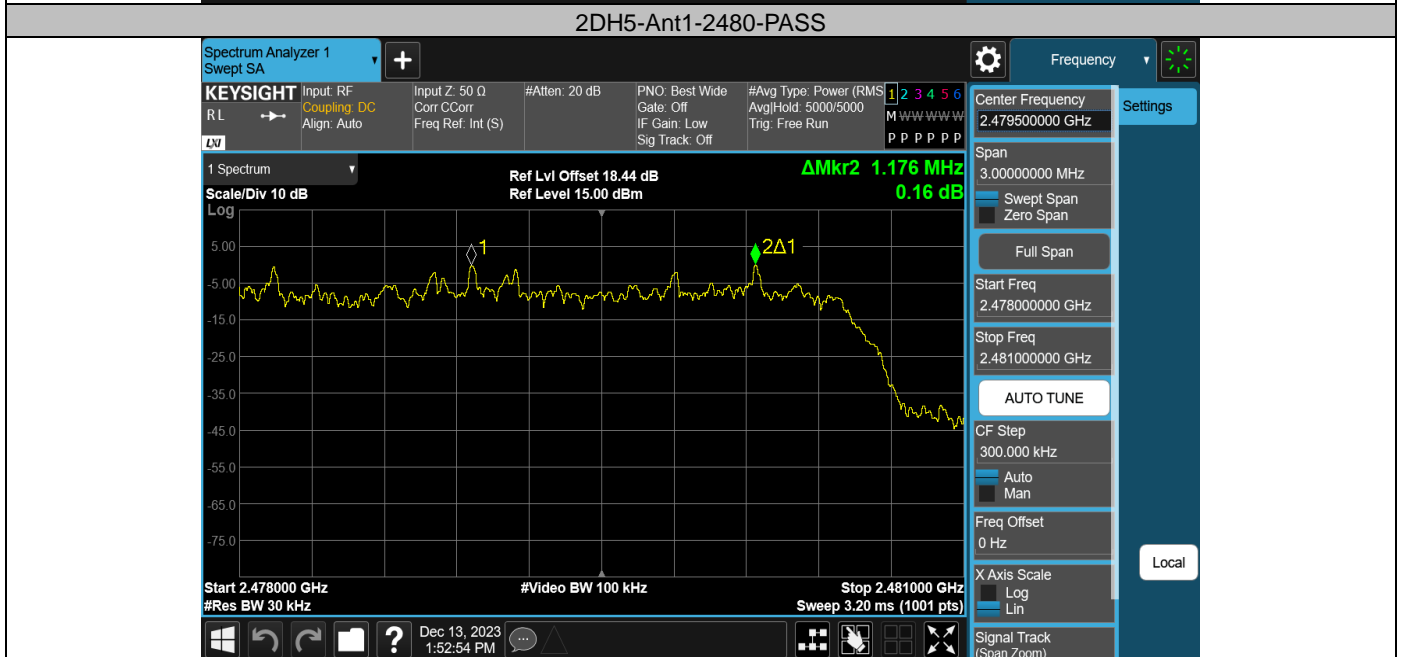 2DH5-Ant1-2480-PASS
Spectrum Analyzer 1
Swept SA
Frequency
KEYSIGHT
RL
LXI
Input: RF
Coupling: DC
Align: Auto
Input Z: 50 Ω
Corr CCorr
Freq Ref: Int (S)
#Atten: 20 dB
PNO: Best Wide
Gate: Off
IF Gain: Low
Sig Track: Off
#Avg Type: Power (RMS
Avg|Hold: 5000/5000
Trig: Free Run
1 2 3 4 5 6
M W W W W W
P P P P P P
1 Spectrum
Scale/Div 10 dB
Log
Ref Lvl Offset 18.44 dB
Ref Level 15.00 dBm
ΔMkr2 1.176 MHz
0.16 dB
1
2Δ1
5.00
-5.00
-15.0
-25.0
-35.0
-45.0
-55.0
-65.0
-75.0
Start 2.478000 GHz
#Video BW 100 kHz
Stop 2.481000 GHz
#Res BW 30 kHz
Sweep 3.20 ms (1001 pts)
Dec 13, 2023
1:52:54 PM
Center Frequency
2.479500000 GHz
Settings
Span
3.00000000 MHz
Swept Span
Zero Span
Full Span
Start Freq
2.478000000 GHz
Stop Freq
2.481000000 GHz
AUTO TUNE
CF Step
300.000 kHz
Auto
Man
Freq Offset
0 Hz
X Axis Scale
Log
Lin
Local
Signal Track
(Span Zoom)